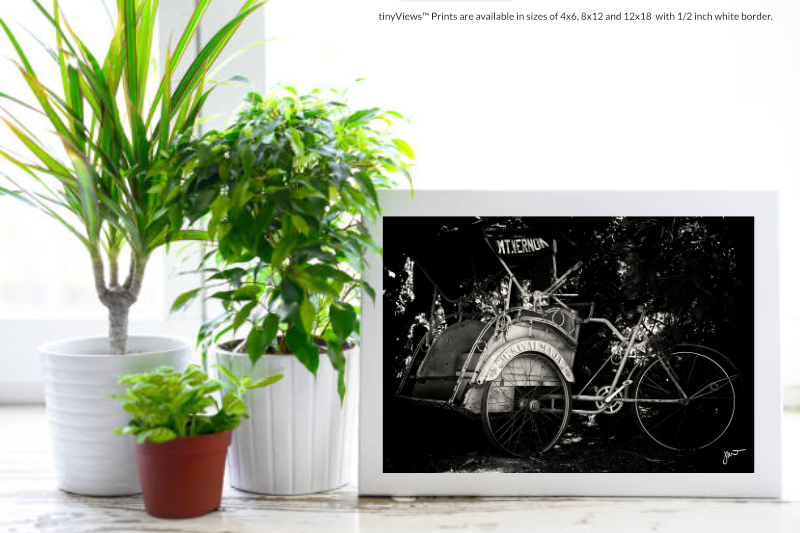 tinyViews™ Prints are available in sizes of 4x6, 8x12 and 12x18 with 1/2 inch white border.
MT.VERNON